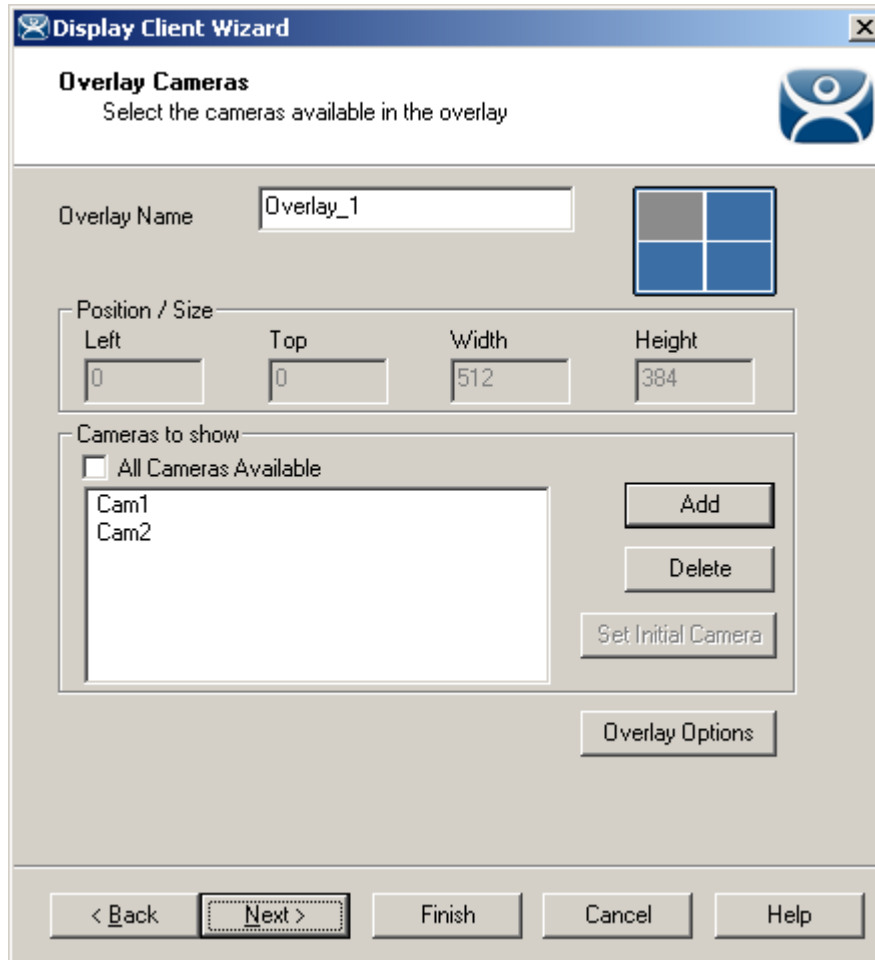 Display Client Wizard
Overlay Cameras
Select the cameras available in the overlay
Overlay Name
Overlay_1
Position / Size
Left Top Width Height
0 0 512 384
Cameras to show
All Cameras Available
Cam1
Cam2
Add
Delete
Set Initial Camera
Overlay Options
< Back Next > Finish Cancel Help